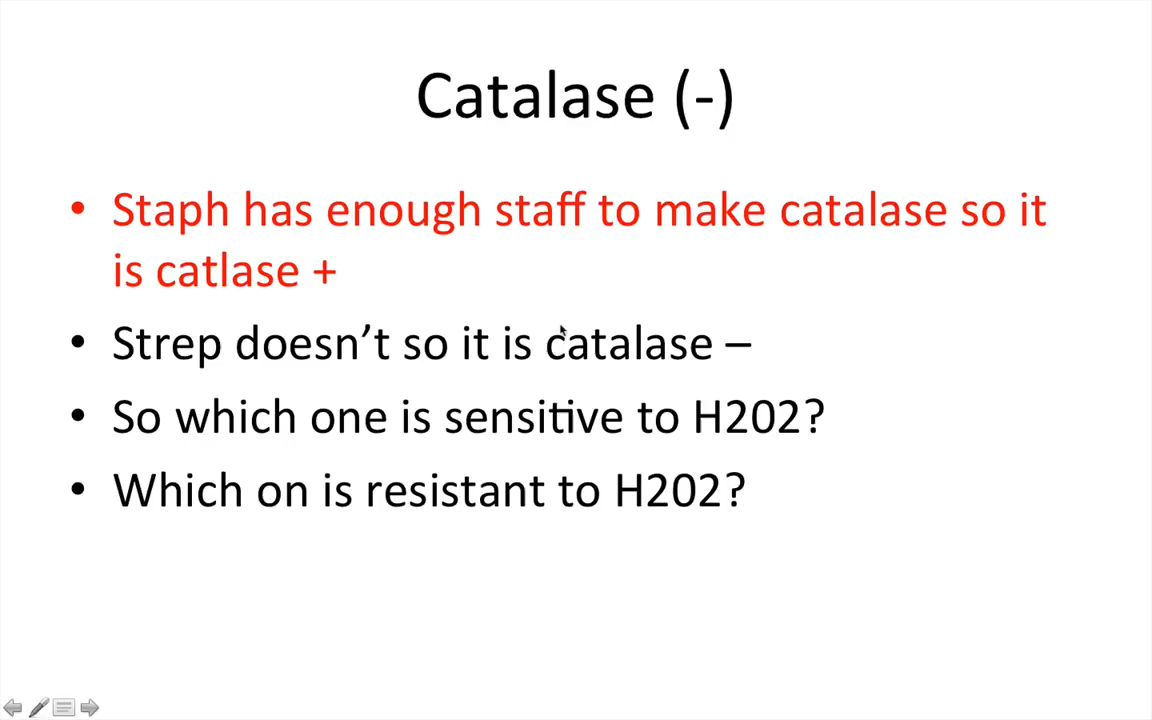 Catalase (-)
• Staph has enough staff to make catalase so it
is catlase +
• Strep doesn’t so it is catalase –
• So which one is sensitive to H202?
• Which on is resistant to H202?